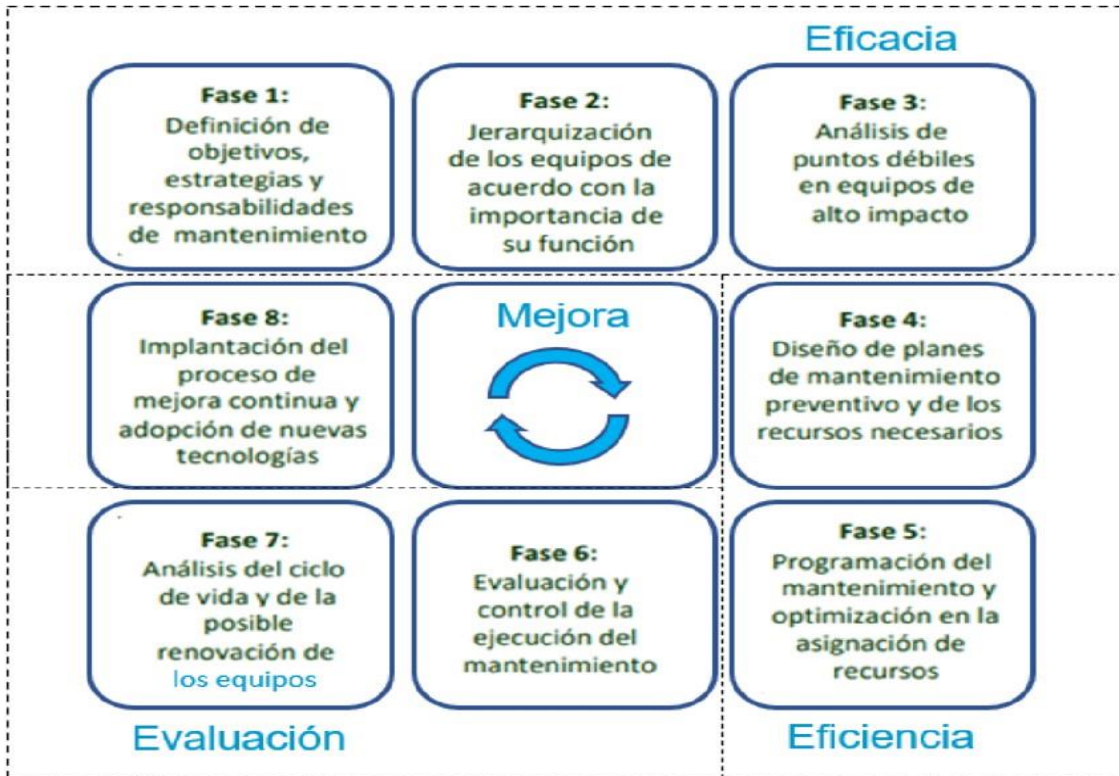 Eficacia
Fase 1:
Definición de
objetivos,
estrategias y
responsabilidades
de mantenimiento
Fase 2:
Jerarquización
de los equipos de
acuerdo con la
importancia de
su función
Fase 3:
Análisis de
puntos débiles
en equipos de
alto impacto
Fase 8:
Implantación del
proceso de
mejora continua y
adopción de nuevas
tecnologías
Mejora
Fase 4:
Diseño de planes
de mantenimiento
preventivo y de los
recursos necesarios
Fase 7:
Análisis del ciclo
de vida y de la
posible
renovación de
los equipos
Fase 6:
Evaluación y
control de la
ejecución del
mantenimiento
Fase 5:
Programación del
mantenimiento y
optimización en la
asignación de
recursos
Evaluación
Eficiencia